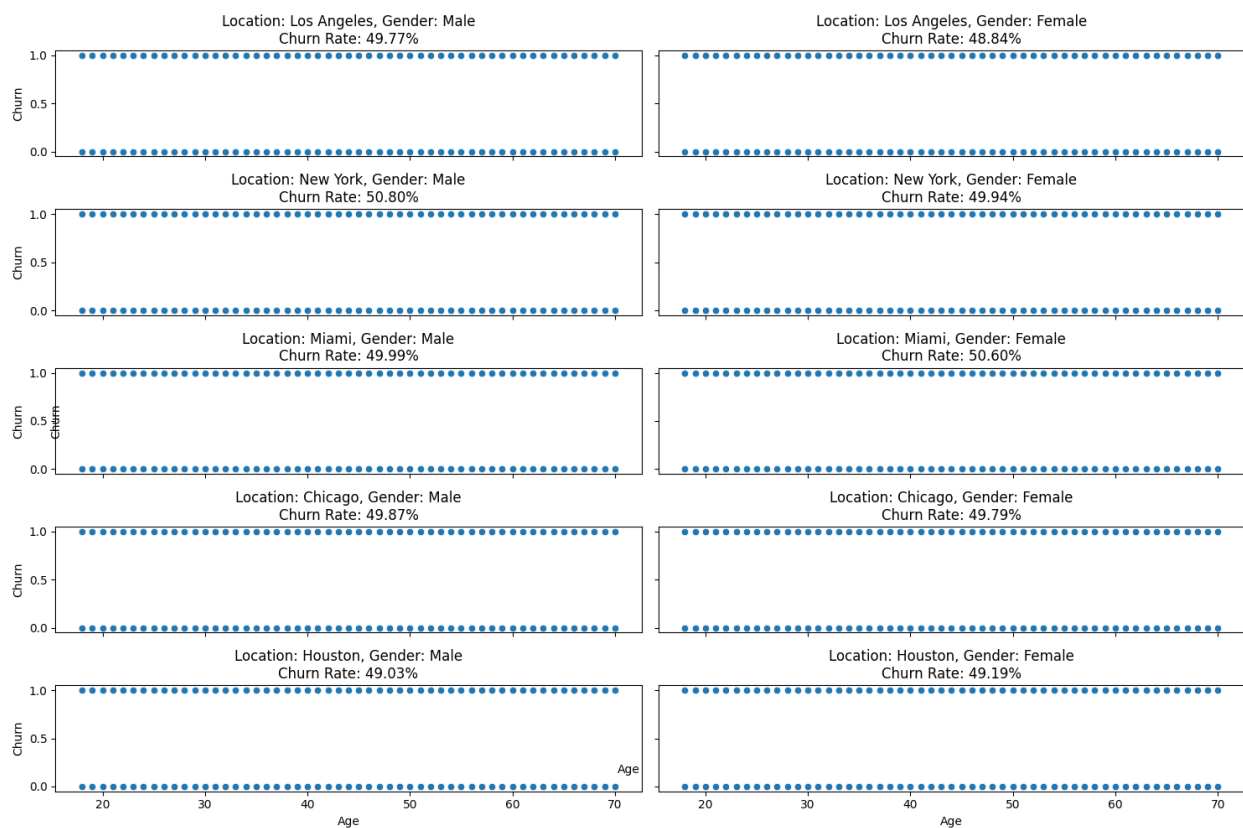 Location: Los Angeles, Gender: Male
Churn Rate: 49.77%
Location: Los Angeles, Gender: Female
Churn Rate: 48.84%
1.0
0.5
0.0
Churn
Location: New York, Gender: Male
Churn Rate: 50.80%
Location: New York, Gender: Female
Churn Rate: 49.94%
1.0
0.5
0.0
Churn
Location: Miami, Gender: Male
Churn Rate: 49.99%
Location: Miami, Gender: Female
Churn Rate: 50.60%
1.0
0.5
0.0
Churn
Churn
Location: Chicago, Gender: Male
Churn Rate: 49.87%
Location: Chicago, Gender: Female
Churn Rate: 49.79%
1.0
0.5
0.0
Churn
Location: Houston, Gender: Male
Churn Rate: 49.03%
Location: Houston, Gender: Female
Churn Rate: 49.19%
1.0
0.5
0.0
Churn
Age
20 30 40 50 60 70
Age
20 30 40 50 60 70
Age